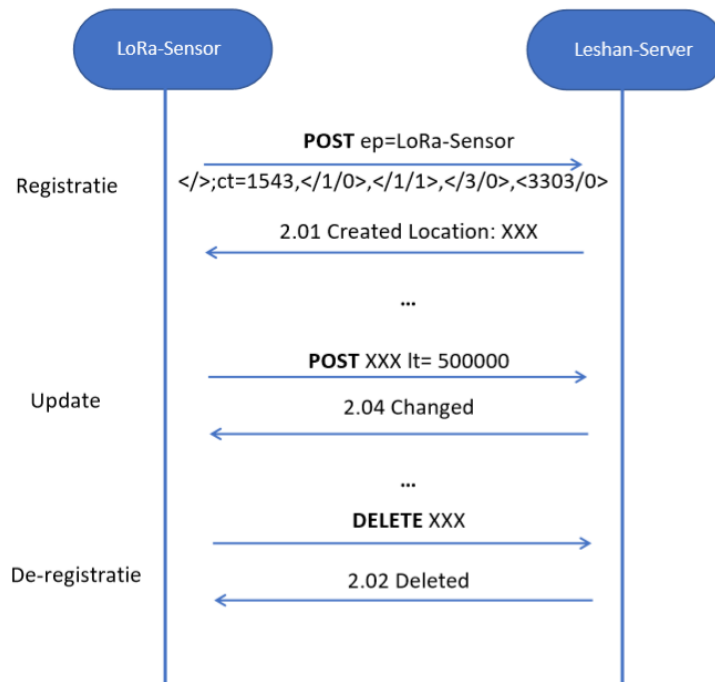 LoRa-Sensor
Leshan-Server
POST ep=LoRa-Sensor
Registratie
</>;ct=1543,</1/0>,</1/1>,</3/0>,<3303/0>
2.01 Created Location: XXX
...
POST XXX lt= 500000
Update
2.04 Changed
...
DELETE XXX
De-registratie
2.02 Deleted